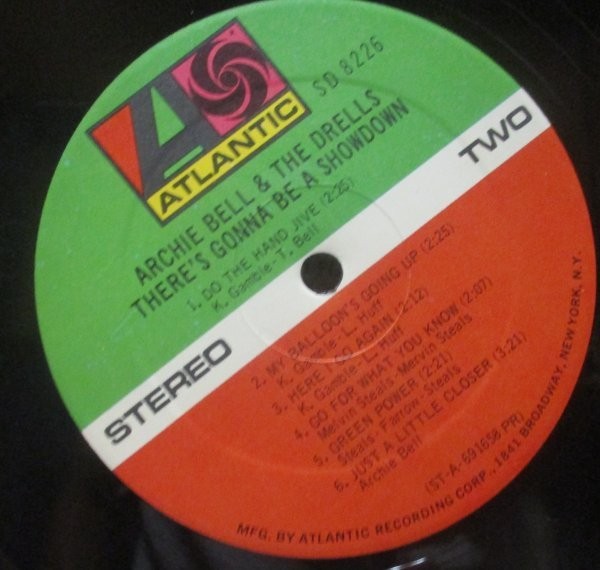 ATLANTIC
SD 8226
ARCHIE BELL & THE DRELLS
THERE'S GONNA BE A SHOWDOWN
1. DO THE HAND JIVE (2:25)
K. Gamble- T. Bell
STEREO TWO
2. MY BALLOON'S GOING UP (2:25)
K. Gamble- L. Huff
3. HERE I GO AGAIN (2:12)
K. Gamble- L. Huff
4. GO FOR WHAT YOU KNOW (2:07)
Melvin Steals- Mervin Steals
5. GREEN POWER (2:21)
Steals- Farrow- Steals
6. JUST A LITTLE CLOSER (3:21)
Archie Bell
(ST-A-691658 PR)
MFG. BY ATLANTIC RECORDING CORP., 1841 BROADWAY, NEW YORK, N.Y.